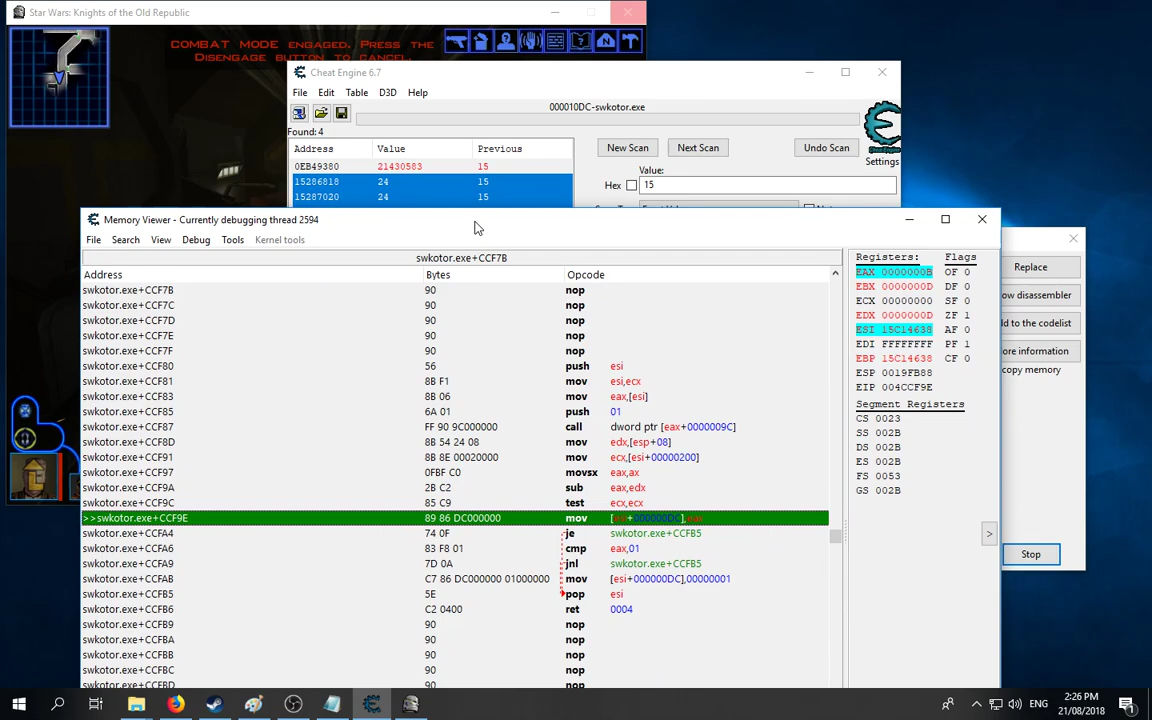 Star Wars: Knights of the Old Republic
COMBAT MODE ENGAGED. PRESS THE
DISENGAGE BUTTON TO CANCEL.
Cheat Engine 6.7
File Edit Table D3D Help
000010DC-swkotor.exe
Found: 4
Address Value Previous
0EB49380 21430583 15
15286818 24 15
15287020 24 15
New Scan Next Scan Undo Scan
Settings
Value:
Hex 15
Memory Viewer - Currently debugging thread 2594
File Search View Debug Tools Kernel tools
swkotor.exe+CCF7B
Address Bytes Opcode
swkotor.exe+CCF7B 90 nop
swkotor.exe+CCF7C 90 nop
swkotor.exe+CCF7D 90 nop
swkotor.exe+CCF7E 90 nop
swkotor.exe+CCF7F 90 nop
swkotor.exe+CCF80 56 push esi
swkotor.exe+CCF81 8B F1 mov esi,ecx
swkotor.exe+CCF83 8B 06 mov eax,[esi]
swkotor.exe+CCF85 6A 01 push 01
swkotor.exe+CCF87 FF 90 9C000000 call dword ptr [eax+0000009C]
swkotor.exe+CCF8D 8B 54 24 08 mov edx,[esp+08]
swkotor.exe+CCF91 8B 8E 00020000 mov ecx,[esi+00000200]
swkotor.exe+CCF97 0FBF C0 movsx eax,ax
swkotor.exe+CCF9A 2B C2 sub eax,edx
swkotor.exe+CCF9C 85 C9 test ecx,ecx
>>swkotor.exe+CCF9E 89 86 DC000000 mov [esi+000000DC],eax
swkotor.exe+CCFA4 74 0F je swkotor.exe+CCFB5
swkotor.exe+CCFA6 83 F8 01 cmp eax,01
swkotor.exe+CCFA9 7D 0A jnl swkotor.exe+CCFB5
swkotor.exe+CCFAB C7 86 DC000000 01000000 mov [esi+000000DC],00000001
swkotor.exe+CCFB5 5E pop esi
swkotor.exe+CCFB6 C2 0400 ret 0004
swkotor.exe+CCFB9 90 nop
swkotor.exe+CCFBA 90 nop
swkotor.exe+CCFBB 90 nop
swkotor.exe+CCFBC 90 nop
swkotor.exe+CCFBD 90 nop
Registers: Flags
EAX 0000000B OF 0
EBX 0000000D DF 0
ECX 00000000 SF 0
EDX 0000000D ZF 1
ESI 15C14638 AF 0
EDI FFFFFFFF PF 1
EBP 15C14638 CF 0
ESP 0019FB88
EIP 004CCF9E
Segment Registers
CS 0023
SS 002B
DS 002B
ES 002B
FS 0053
GS 002B
>
Replace
ow disassembler
dd to the codelist
ore information
copy memory
Stop
ENG
2:26 PM
21/08/2018
1